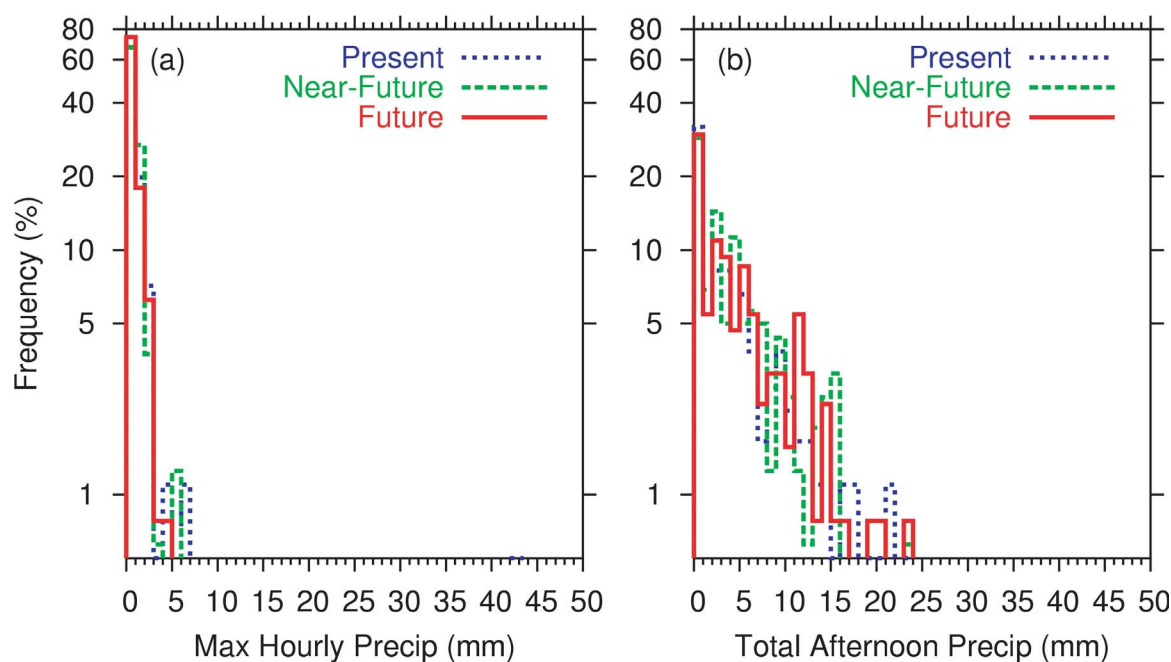 80
60
40
20
10
5
1
Frequency (%)
(a)
Present
Near-Future
Future
0 5 10 15 20 25 30 35 40 45 50
Max Hourly Precip (mm)
80
60
40
20
10
5
1
(b)
Present
Near-Future
Future
0 5 10 15 20 25 30 35 40 45 50
Total Afternoon Precip (mm)